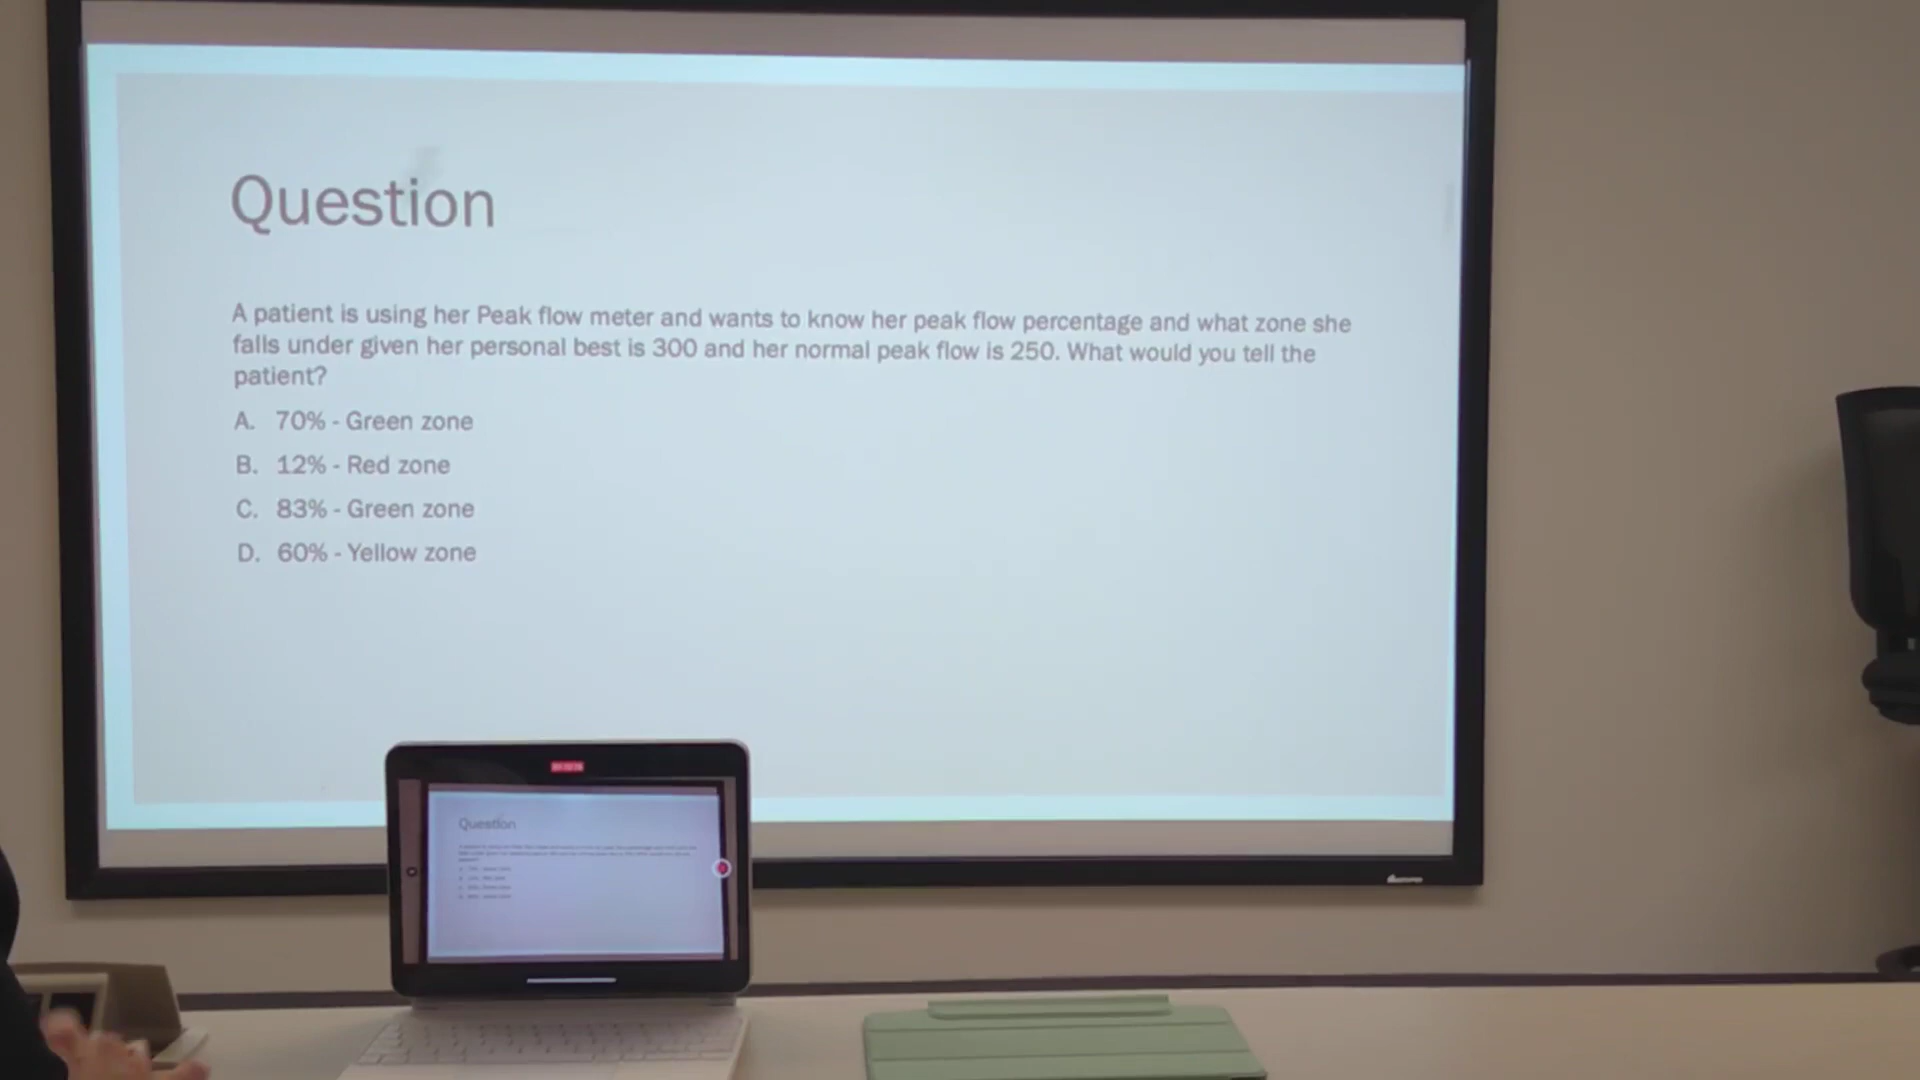 Question
A patient is using her Peak flow meter and wants to know her peak flow percentage and what zone she
falls under given her personal best is 300 and her normal peak flow is 250. What would you tell the
patient?
A. 70% - Green zone
B. 12% - Red zone
C. 83% - Green zone
D. 60% - Yellow zone
Question